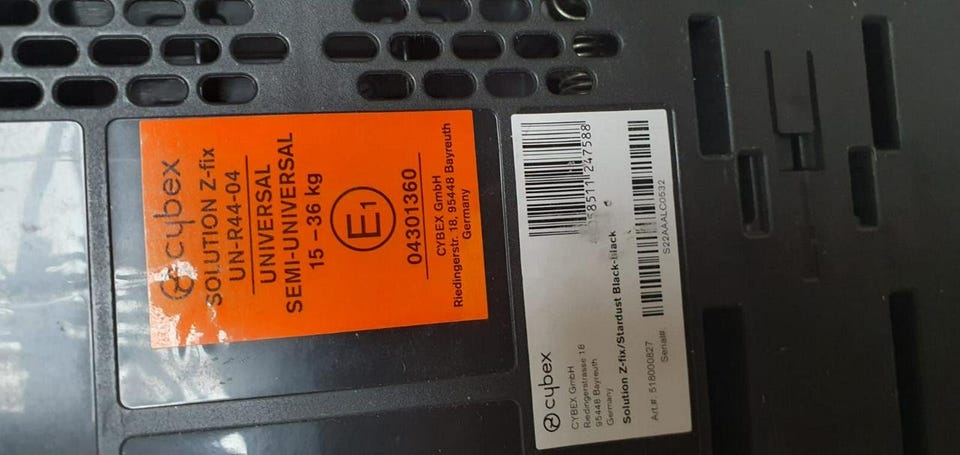 cybex
SOLUTION Z-fix
UN-R44-04
UNIVERSAL
SEMI-UNIVERSAL
15 – 36 kg
E1
04301360
CYBEX GmbH
Riedingerstr. 18, 95448 Bayreuth
Germany
cybex
CYBEX GmbH
Riedingerstrasse 18
95448 Bayreuth
Germany
58511 247588
Solution Z-fix/Stardust Black-black
Art.#: 518000827
Serial#
S22AAALC0532